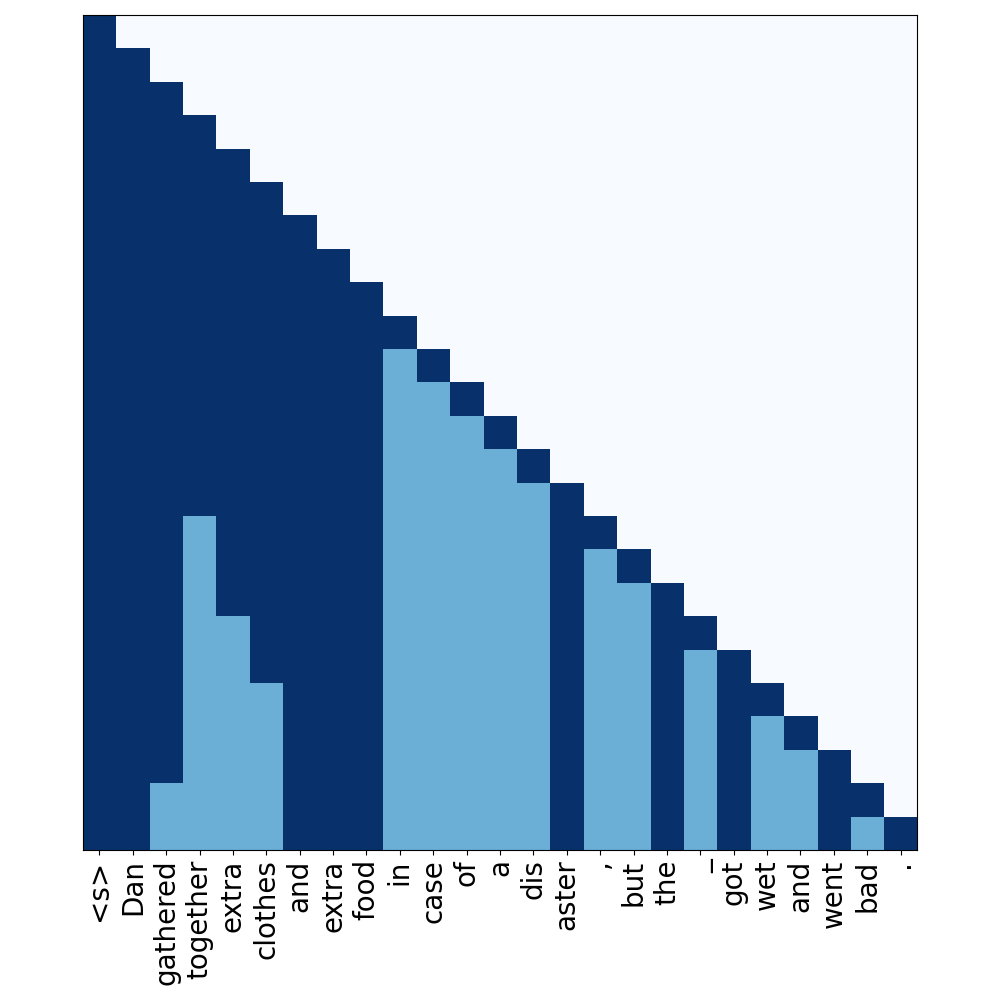 <s> Dan gathered together extra clothes and extra food in case of a dis aster , but the _ got wet and went bad .